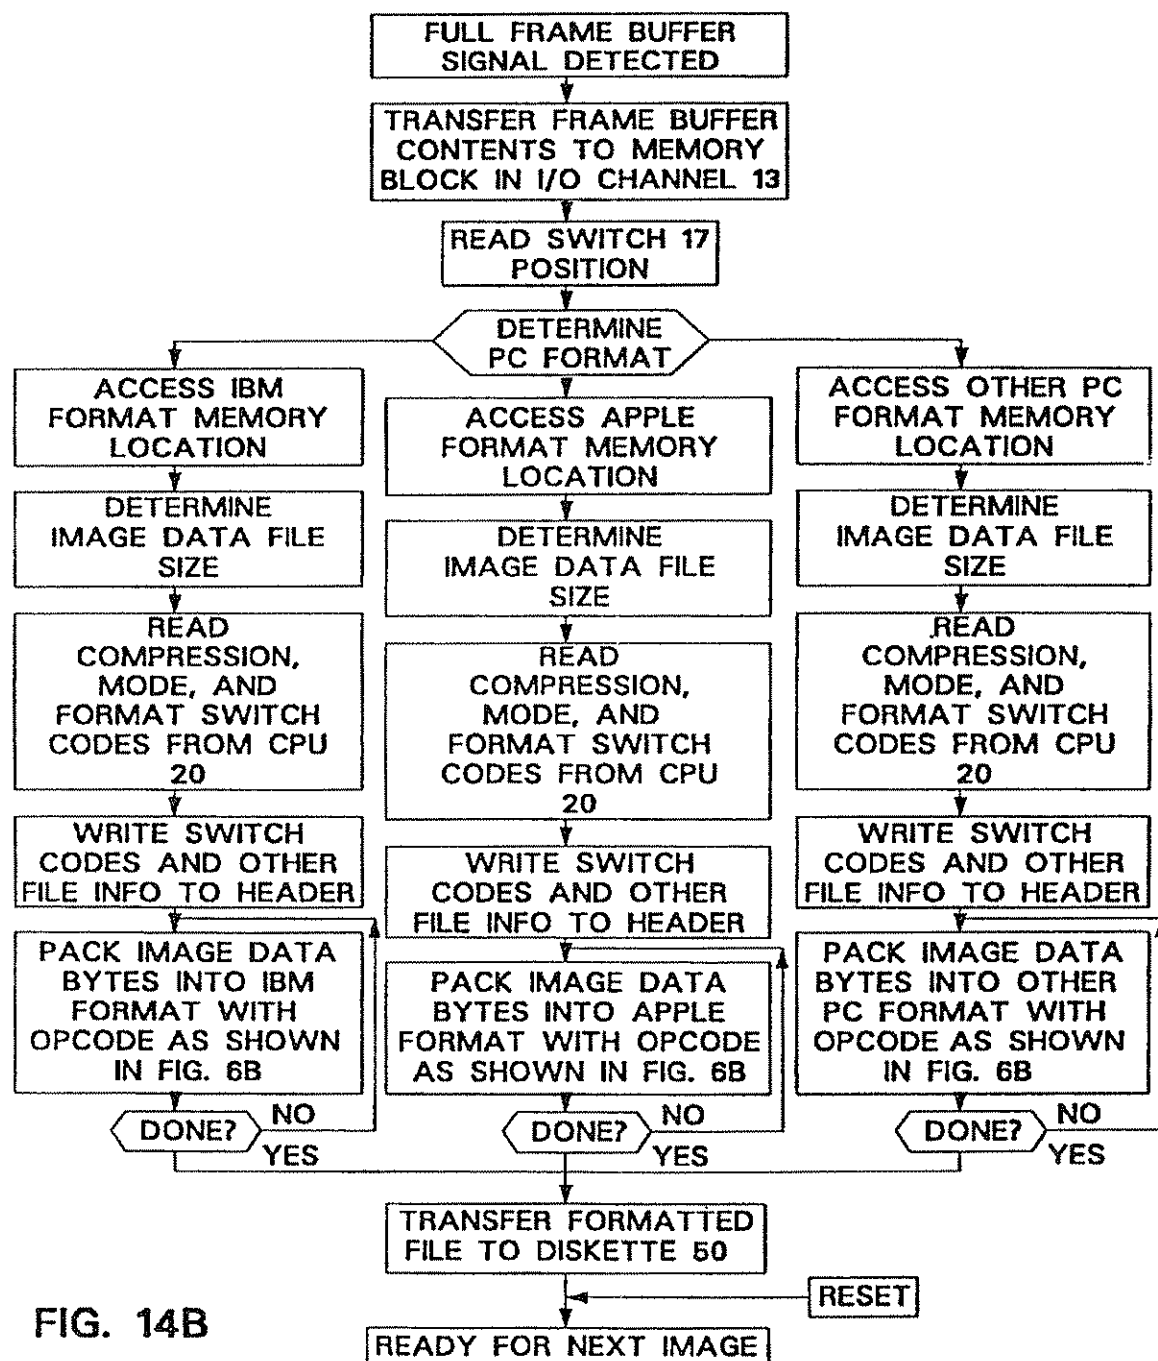 FULL FRAME BUFFER
SIGNAL DETECTED
TRANSFER FRAME BUFFER
CONTENTS TO MEMORY
BLOCK IN I/O CHANNEL 13
READ SWITCH 17
POSITION
DETERMINE
PC FORMAT
ACCESS IBM
FORMAT MEMORY
LOCATION
DETERMINE
IMAGE DATA FILE
SIZE
READ
COMPRESSION,
MODE, AND
FORMAT SWITCH
CODES FROM CPU
20
WRITE SWITCH
CODES AND OTHER
FILE INFO TO HEADER
PACK IMAGE DATA
BYTES INTO IBM
FORMAT WITH
OPCODE AS SHOWN
IN FIG. 6B
DONE?
NO
YES
ACCESS APPLE
FORMAT MEMORY
LOCATION
DETERMINE
IMAGE DATA FILE
SIZE
READ
COMPRESSION,
MODE, AND
FORMAT SWITCH
CODES FROM CPU
20
WRITE SWITCH
CODES AND OTHER
FILE INFO TO HEADER
PACK IMAGE DATA
BYTES INTO APPLE
FORMAT WITH OPCODE
AS SHOWN IN FIG. 6B
DONE?
NO
YES
ACCESS OTHER PC
FORMAT MEMORY
LOCATION
DETERMINE
IMAGE DATA FILE
SIZE
READ
COMPRESSION,
MODE, AND
FORMAT SWITCH
CODES FROM CPU
20
WRITE SWITCH
CODES AND OTHER
FILE INFO TO HEADER
PACK IMAGE DATA
BYTES INTO OTHER
PC FORMAT WITH
OPCODE AS SHOWN
IN FIG. 6B
DONE?
NO
YES
TRANSFER FORMATTED
FILE TO DISKETTE 50
RESET
READY FOR NEXT IMAGE
FIG. 14B